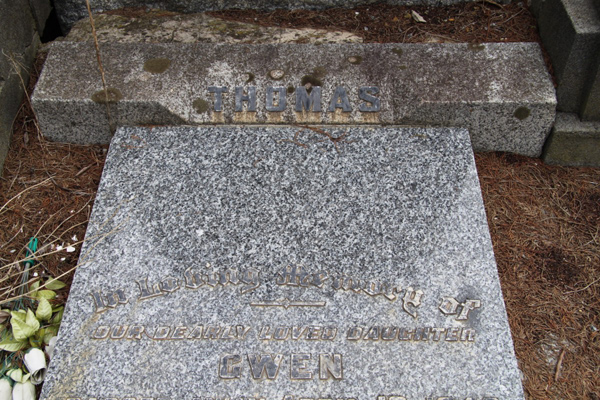 THOMAS
In Loving Memory of
OUR DEARLY LOVED DAUGHTER
GWEN